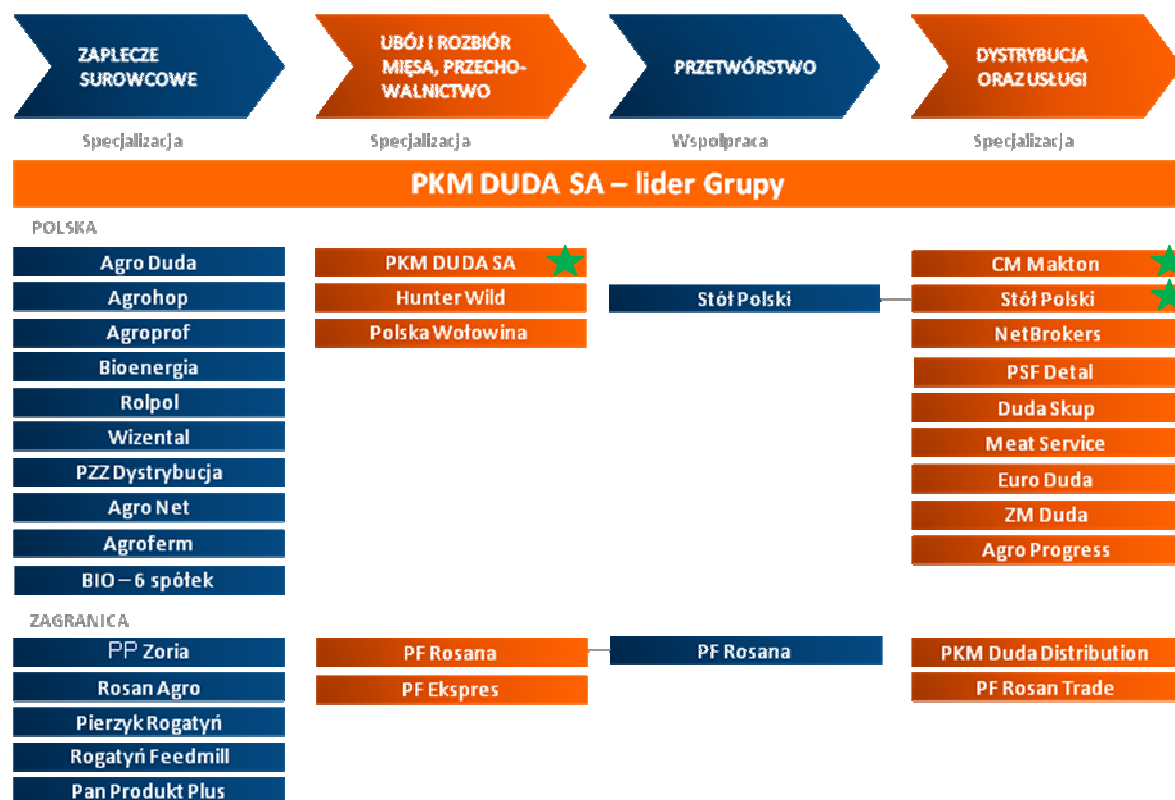 ZAPLECZE
SUROWCOWE
UBÓJ I ROZBIÓR
MIĘSA, PRZECHO-
WALNICTWO
PRZETWÓRSTWO
DYSTRYBUCJA
ORAZ USŁUGI
Specjalizacja
Specjalizacja
Współpraca
Specjalizacja
PKM DUDA SA – lider Grupy
POLSKA
Agro Duda
Agrohop
Agroprof
Bioenergia
Rolpol
Wizental
PZZ Dystrybucja
Agro Net
Agroferm
BIO – 6 spółek
PKM DUDA SA
Hunter Wild
Polska Wołowina
Stół Polski
CM Makton
Stół Polski
NetBrokers
PSF Detal
Duda Skup
Meat Service
Euro Duda
ZM Duda
Agro Progress
ZAGRANICA
PP Zoria
Rosan Agro
Pierzyk Rogatyń
Rogatyń Feedmill
Pan Produkt Plus
PF Rosana
PF Ekspres
PF Rosana
PKM Duda Distribution
PF Rosan Trade